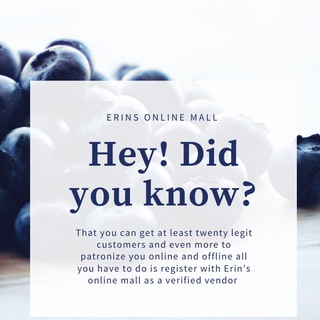 ERINS ONLINE MALL
Hey! Did
you know?
That you can get at least twenty legit
customers and even more to
patronize you online and offline all
you have to do is register with Erin's
online mall as a verified vendor